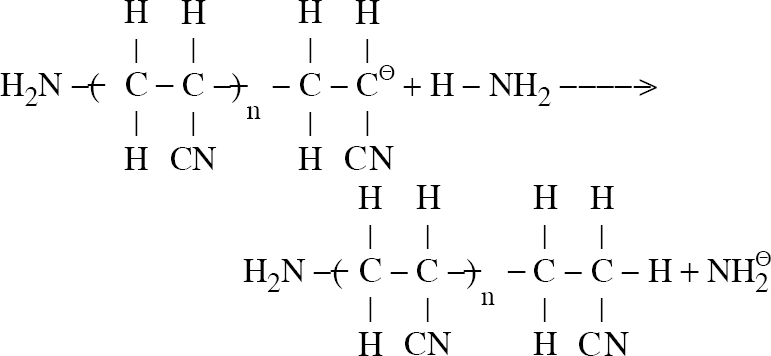 H H H H
| | | |
H₂N –( C – C –)ₙ – C – C⊖ + H – NH₂ ––––>
| | | |
H CN H CN
H H H H
| | | |
H₂N –( C – C –)ₙ – C – C – H + NH₂⊖
| | | |
H CN H CN